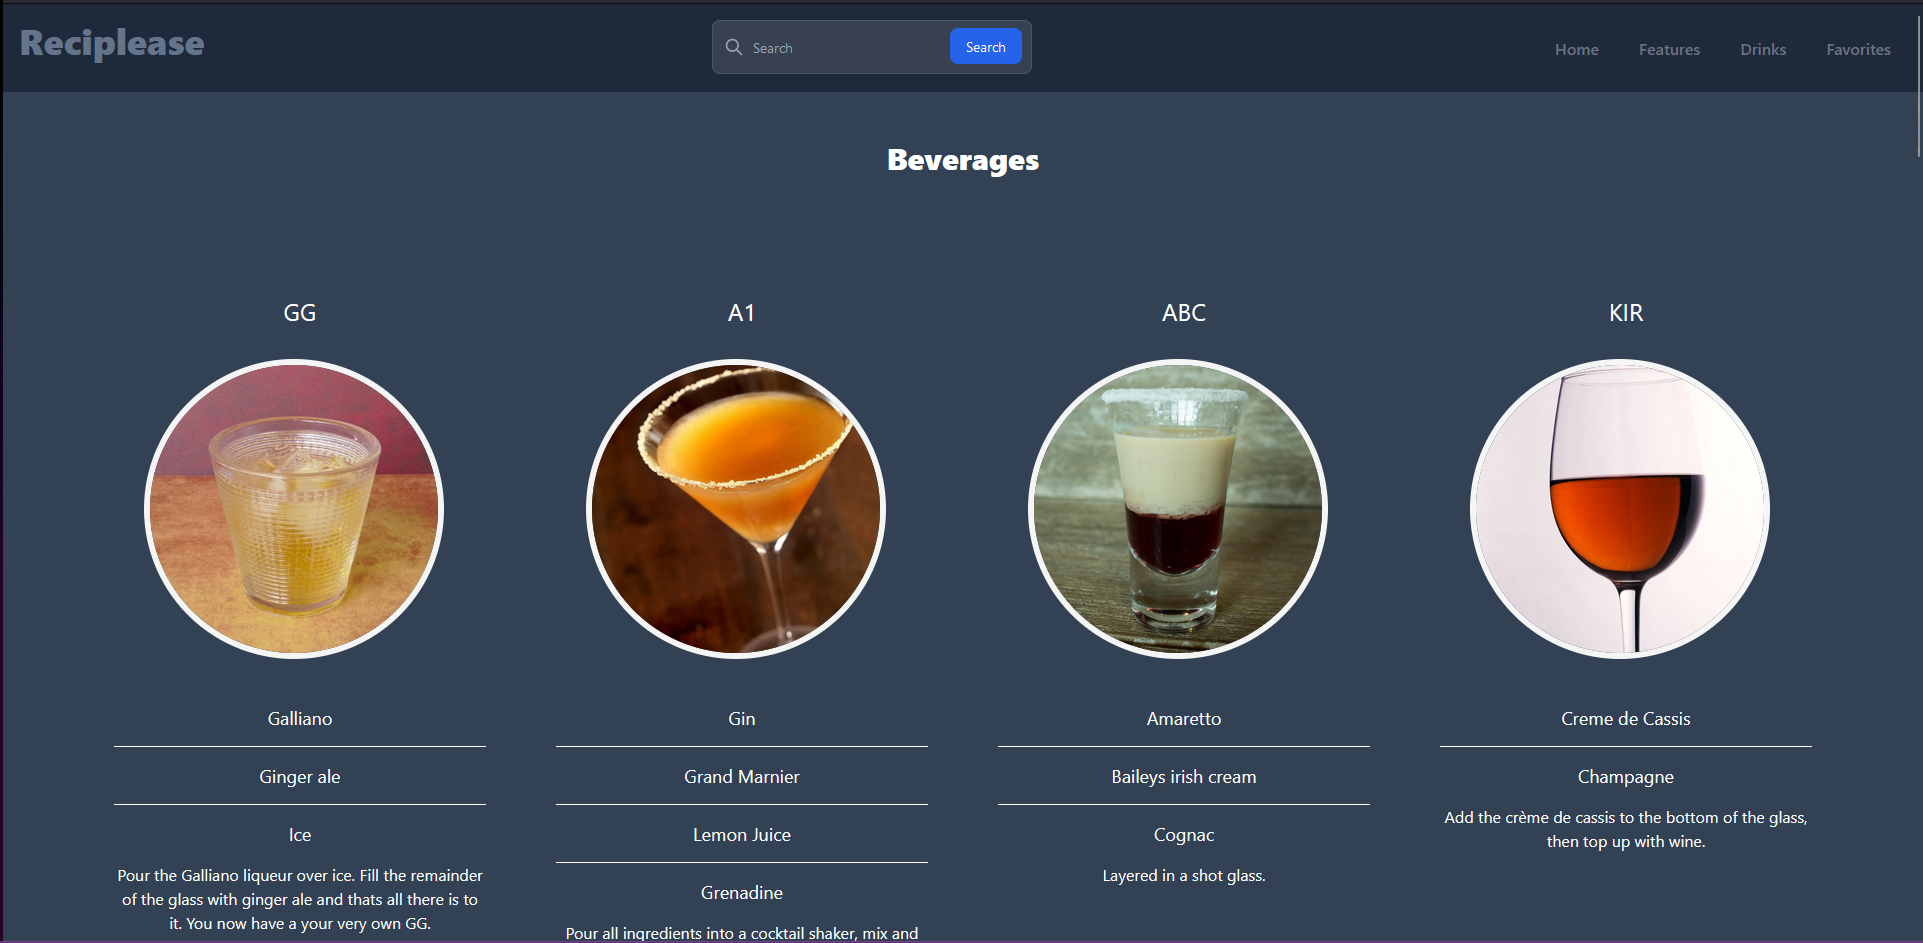 Reciplease
Search
Search
Home
Features
Drinks
Favorites
Beverages
GG
Galliano
Ginger ale
Ice
Pour the Galliano liqueur over ice. Fill the remainder
of the glass with ginger ale and thats all there is to
it. You now have a your very own GG.
A1
Gin
Grand Marnier
Lemon Juice
Grenadine
Pour all ingredients into a cocktail shaker, mix and
ABC
Amaretto
Baileys irish cream
Cognac
Layered in a shot glass.
KIR
Creme de Cassis
Champagne
Add the crème de cassis to the bottom of the glass,
then top up with wine.